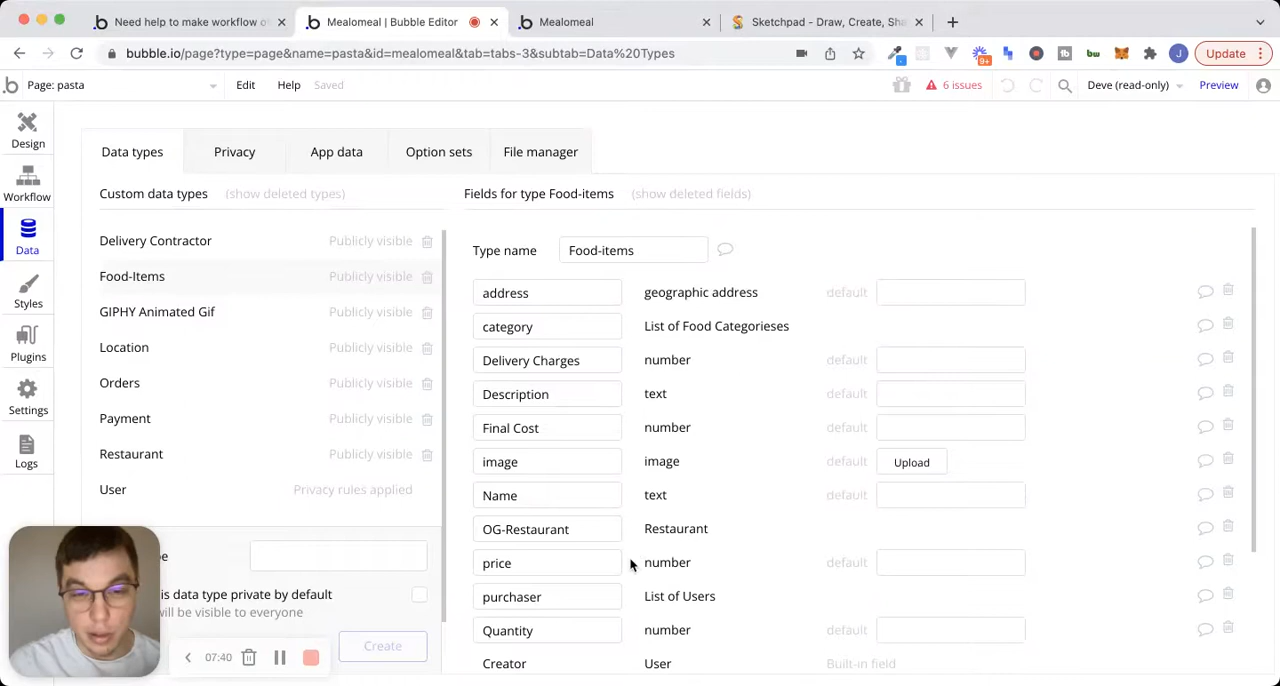 Need help to make workflow o
Mealomeal | Bubble Editor
Mealomeal
Sketchpad - Draw, Create, Sha
bubble.io/page?type=page&name=pasta&id=mealomeal&tab=tabs-3&subtab=Data%20Types
9+
tb
bw
J
Update
Page: pasta
Edit
Help
Saved
6 issues
Deve (read-only)
Preview
Design
Workflow
Data
Styles
Plugins
Settings
Logs
Data types
Privacy
App data
Option sets
File manager
Custom data types (show deleted types)
Delivery Contractor Publicly visible
Food-Items Publicly visible
GIPHY Animated Gif Publicly visible
Location Publicly visible
Orders Publicly visible
Payment Publicly visible
Restaurant Publicly visible
User Privacy rules applied
is data type private by default
will be visible to everyone
Create
07:40
Fields for type Food-items (show deleted fields)
Type name Food-items
address geographic address default
category List of Food Categorieses
Delivery Charges number default
Description text default
Final Cost number default
image image default Upload
Name text default
OG-Restaurant Restaurant
price number default
purchaser List of Users
Quantity number default
Creator User Built-in field